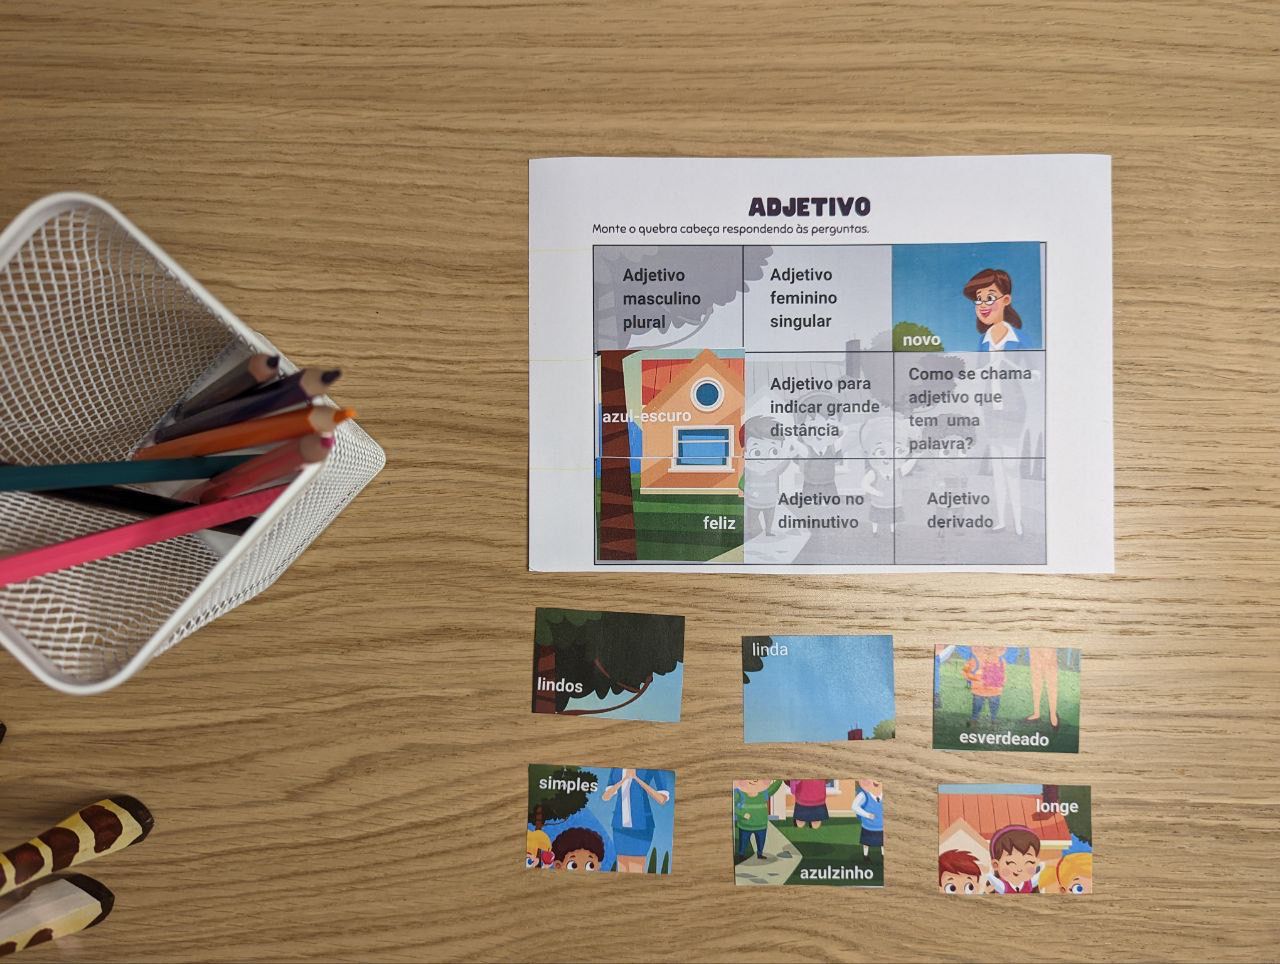 ADJETIVO
Monte o quebra cabeça respondendo às perguntas.
Adjetivo
masculino
plural
Adjetivo
feminino
singular
novo
azul-escuro
Adjetivo para
indicar grande
distância
Como se chama
adjetivo que
tem uma
palavra?
feliz
Adjetivo no
diminutivo
Adjetivo
derivado
lindos
linda
esverdeado
simples
azulzinho
longe